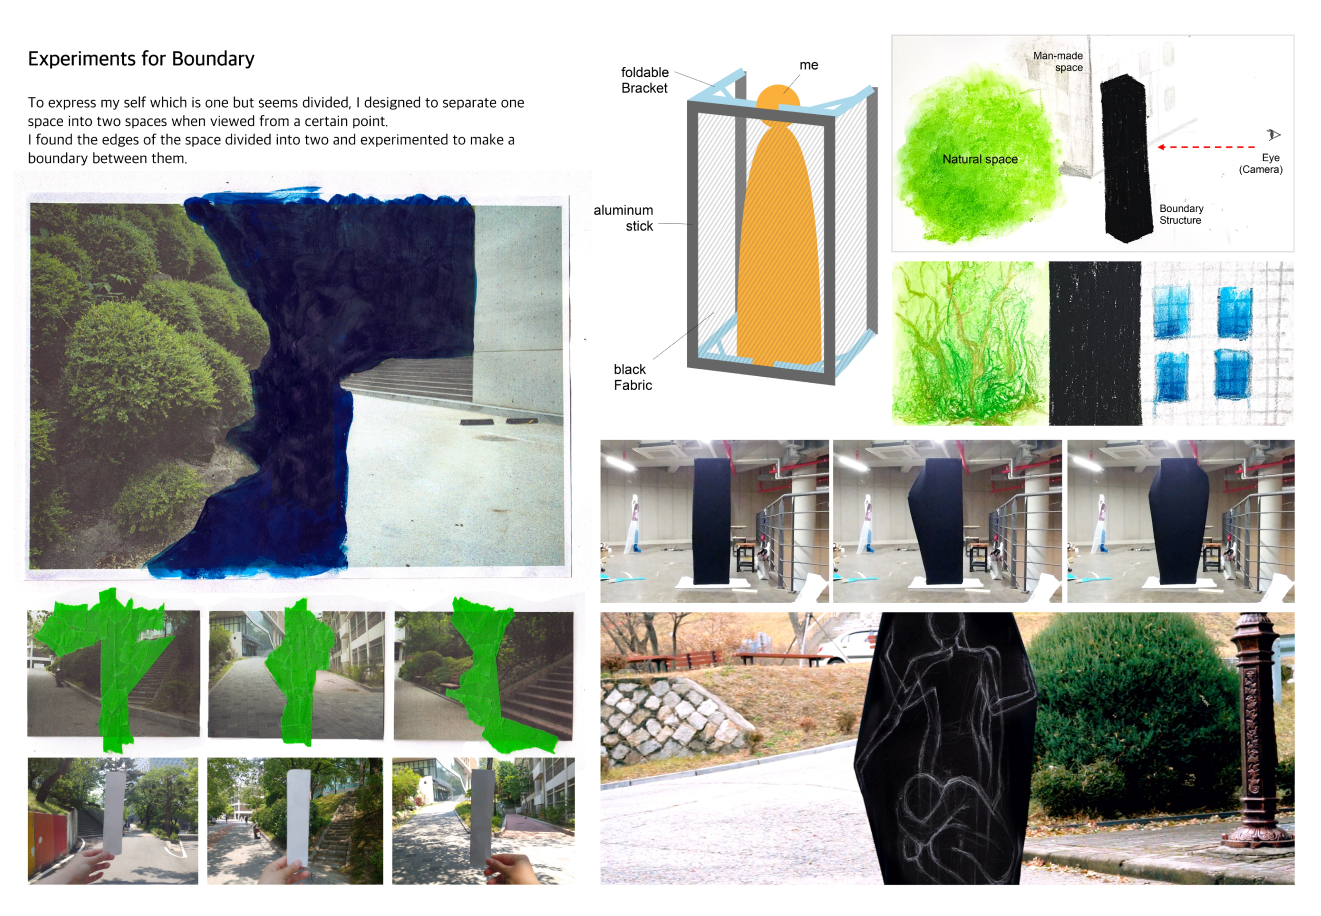 Experiments for Boundary
To express my self which is one but seems divided, I designed to separate one
space into two spaces when viewed from a certain point.
I found the edges of the space divided into two and experimented to make a
boundary between them.
foldable
Bracket
me
aluminum
stick
black
Fabric
Man-made
space
Natural space
Eye
(Camera)
Boundary
Structure